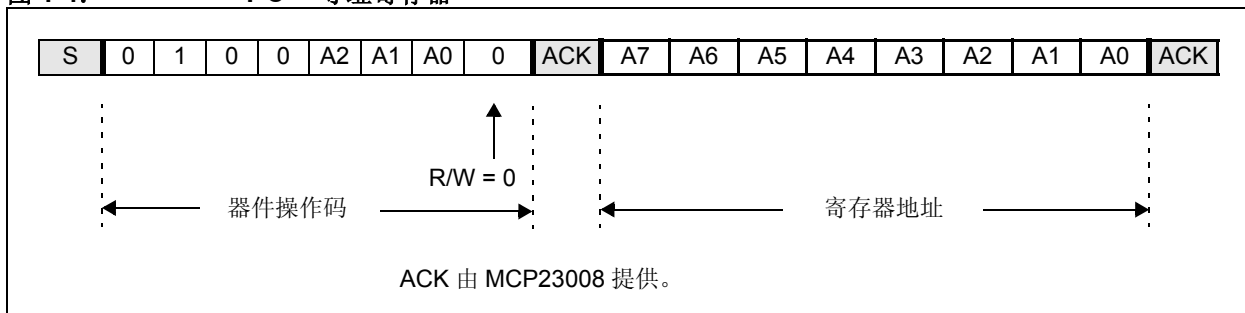 S 0 1 0 0 A2 A1 A0 0 ACK A7 A6 A5 A4 A3 A2 A1 A0 ACK
R/W = 0
器件操作码 寄存器地址
ACK 由 MCP23008 提供。